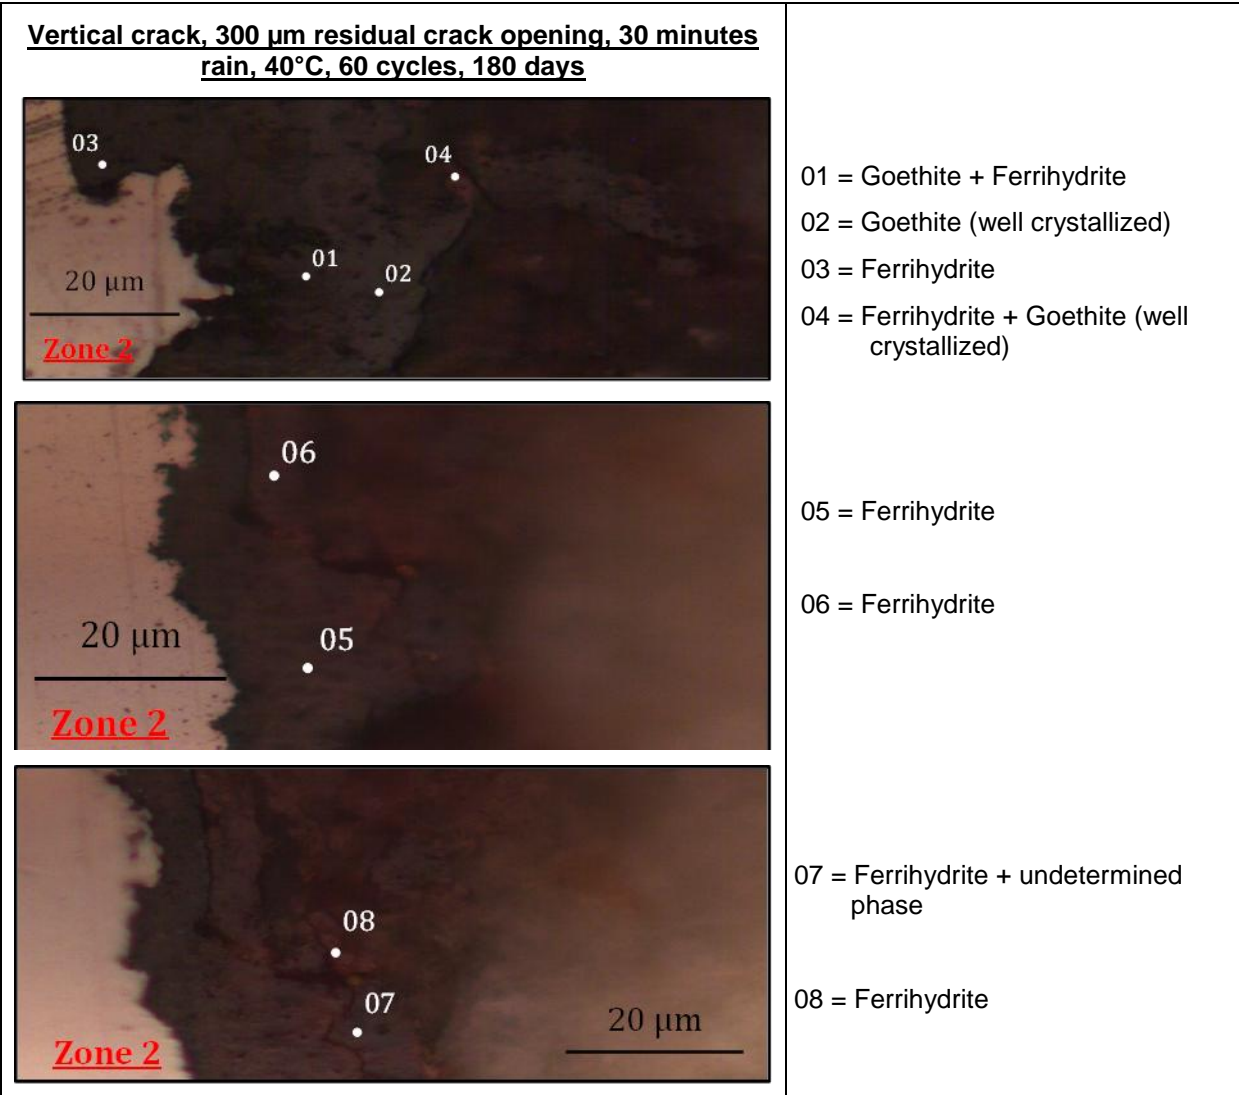 Vertical crack, 300 µm residual crack opening, 30 minutes
rain, 40°C, 60 cycles, 180 days
03
04
01
02
20 µm
Zone 2
01 = Goethite + Ferrihydrite
02 = Goethite (well crystallized)
03 = Ferrihydrite
04 = Ferrihydrite + Goethite (well
crystallized)
06
05
20 µm
Zone 2
05 = Ferrihydrite
06 = Ferrihydrite
08
07
20 µm
Zone 2
07 = Ferrihydrite + undetermined
phase
08 = Ferrihydrite